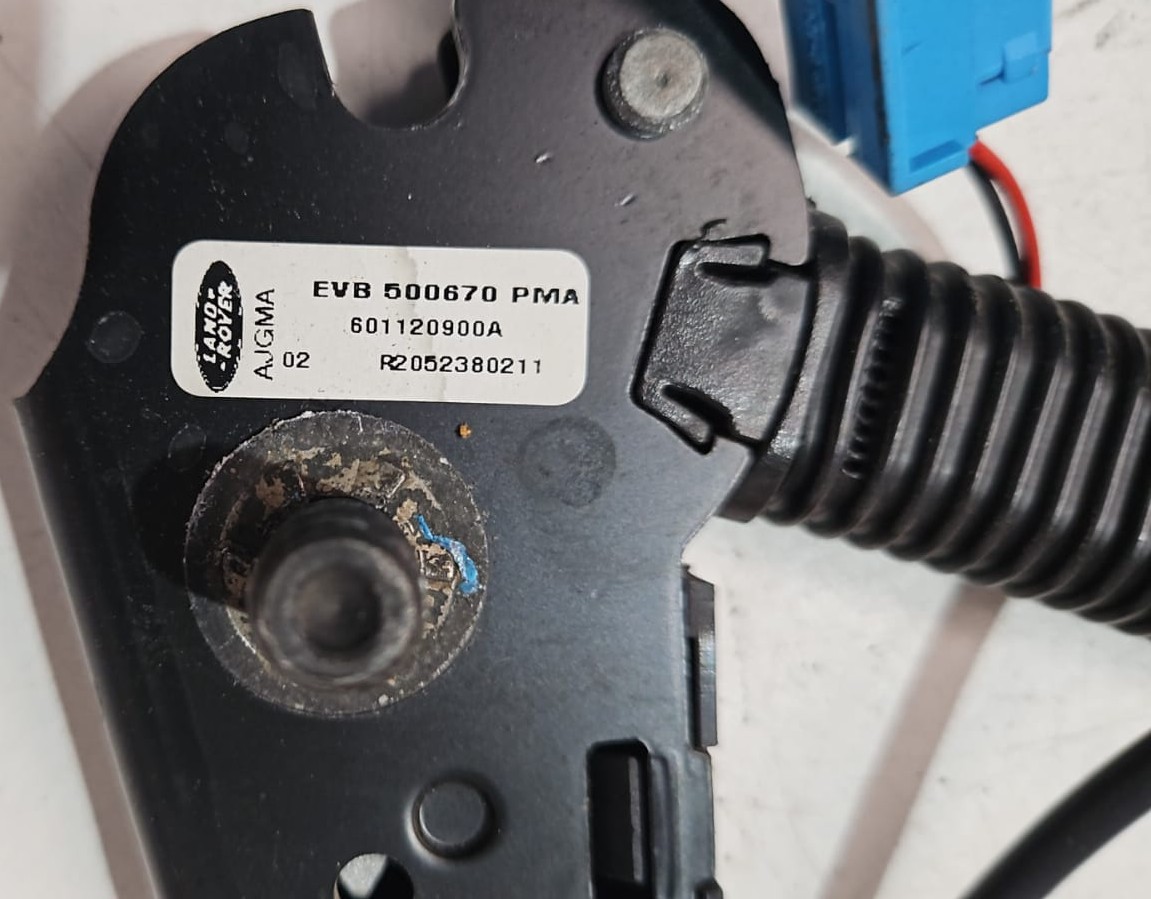 LAND-
-ROVER
AJGMA
EVB 500670 PMA
601120900A
02 R2052380211